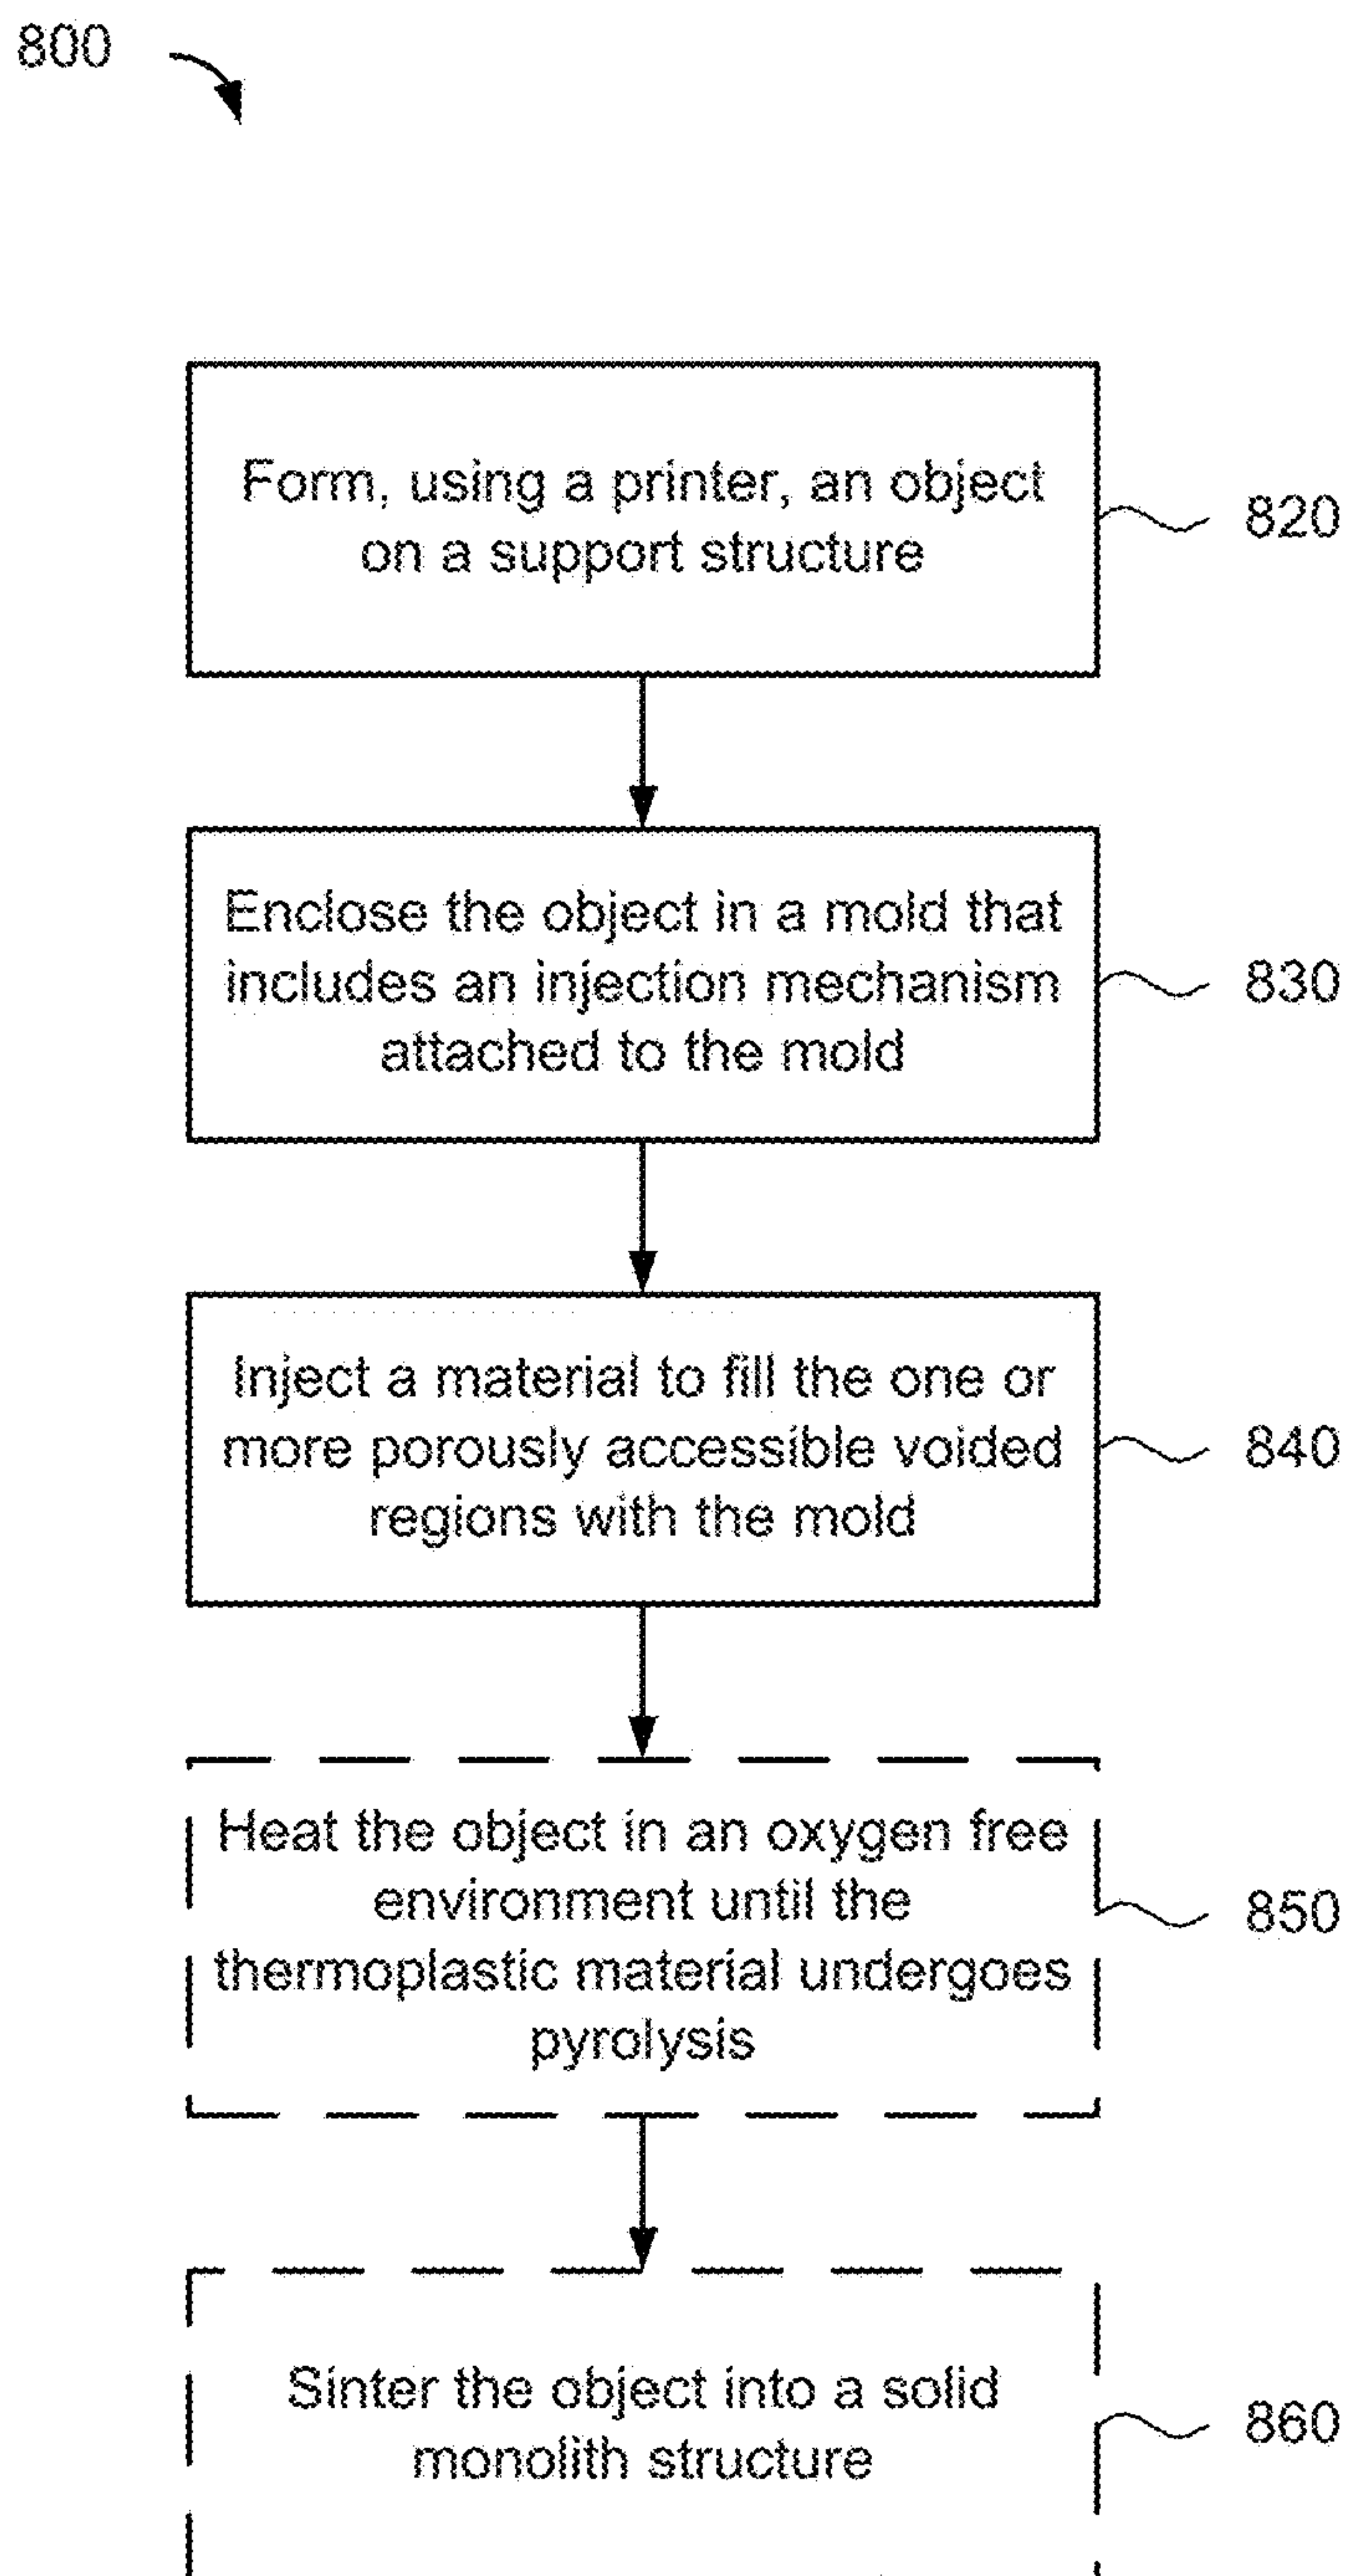 800
Form, using a printer, an object
on a support structure
820
Enclose the object in a mold that
includes an injection mechanism
attached to the mold
830
Inject a material to fill the one or
more porously accessible voided
regions with the mold
840
Heat the object in an oxygen free
environment until the
thermoplastic material undergoes
pyrolysis
850
Sinter the object into a solid
monolith structure
860